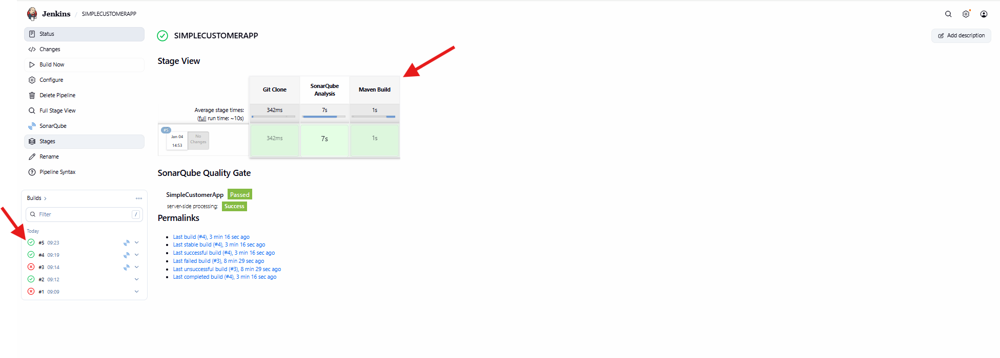 Jenkins / SIMPLECUSTOMERAPP
Status
Changes
Build Now
Configure
Delete Pipeline
Full Stage View
SonarQube
Stages
Rename
Pipeline Syntax
Builds
Filter /
Today
#5 09:23
#4 09:19
#3 09:14
#2 09:12
#1 09:09
SIMPLECUSTOMERAPP
Add description
Stage View
Git Clone
SonarQube
Analysis
Maven Build
Average stage times:
(full run time: ~10s)
342ms
7s
1s
#5
Jan 04
14:53
No
Changes
342ms
7s
1s
SonarQube Quality Gate
SimpleCustomerApp Passed
server-side processing: Success
Permalinks
Last build (#4), 3 min 16 sec ago
Last stable build (#4), 3 min 16 sec ago
Last successful build (#4), 3 min 16 sec ago
Last failed build (#3), 8 min 29 sec ago
Last unsuccessful build (#3), 8 min 29 sec ago
Last completed build (#4), 3 min 16 sec ago